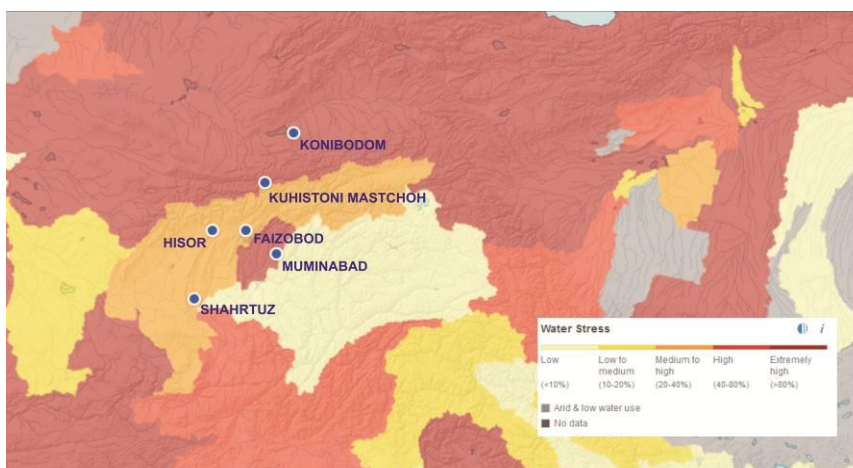 KONIBODOM
KUHISTONI MASTCHOH
HISOR
FAIZOBOD
MUMINABAD
SHAHRTUZ
Water Stress
Low
Low to medium
Medium to high
High
Extremely high
(<10%)
(10-20%)
(20-40%)
(40-80%)
(>80%)
Arid & low water use
No data